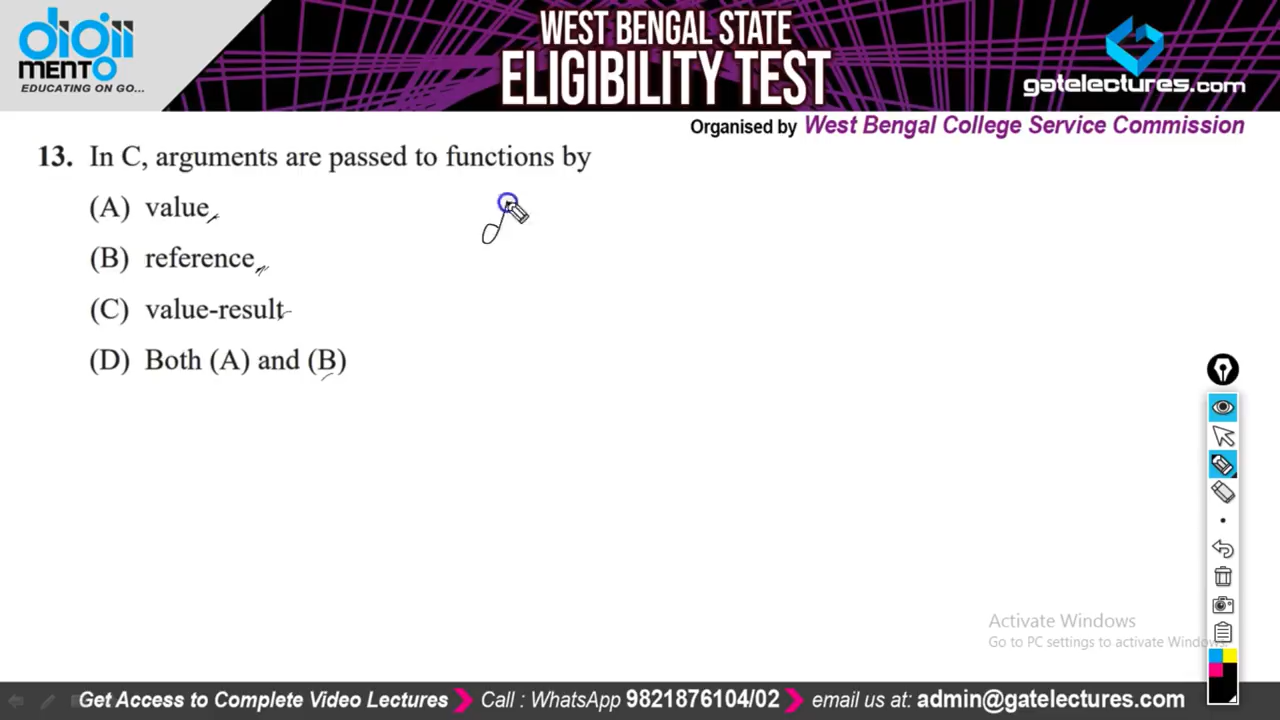 digii
MENTO
EDUCATING ON GO...
WEST BENGAL STATE
ELIGIBILITY TEST
gatelectures.com
Organised by West Bengal College Service Commission
13. In C, arguments are passed to functions by
(A) value
(B) reference
(C) value-result
(D) Both (A) and (B)
Activate Windows
Go to PC settings to activate Windows.
Get Access to Complete Video Lectures Call : WhatsApp 9821876104/02 email us at: admin@gatelectures.com